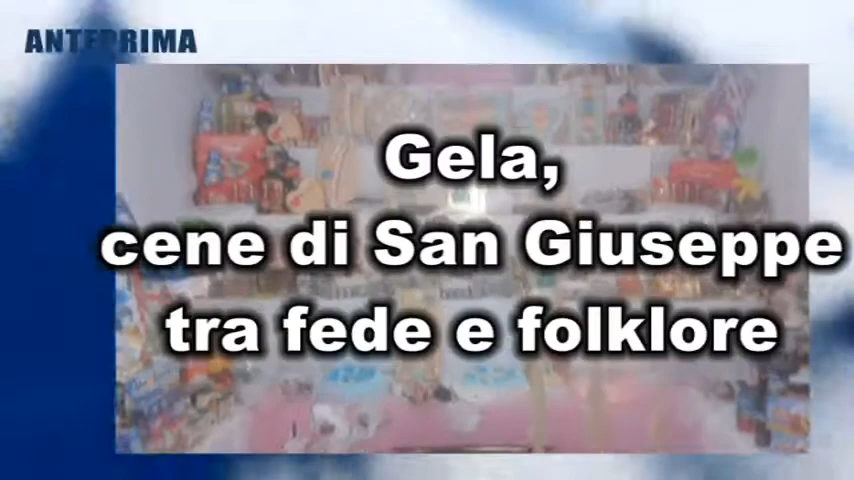 ANTEPRIMA
Gela,
cene di San Giuseppe
tra fede e folklore